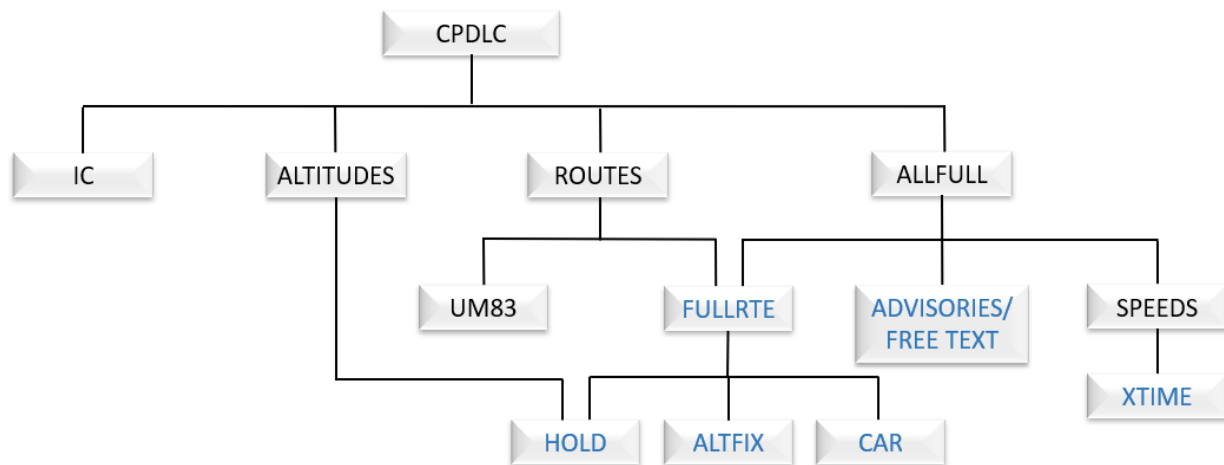 CPDLC
IC
ALTITUDES
ROUTES
ALLFULL
UM83
FULLRTE
ADVISORIES/
FREE TEXT
SPEEDS
XTIME
HOLD
ALTFIX
CAR